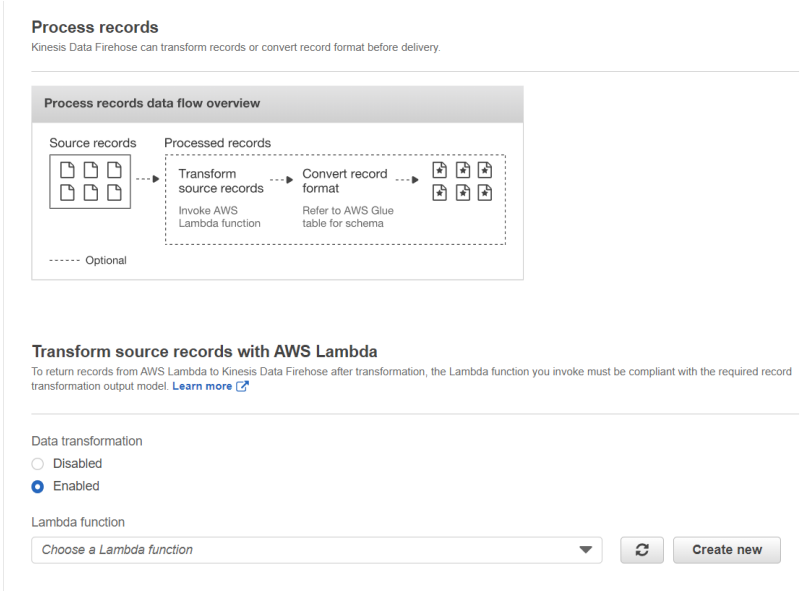 Process records
Kinesis Data Firehose can transform records or convert record format before delivery.
Process records data flow overview
Source records
Processed records
Transform
source records
Invoke AWS
Lambda function
Convert record
format
Refer to AWS Glue
table for schema
Optional
Transform source records with AWS Lambda
To return records from AWS Lambda to Kinesis Data Firehose after transformation, the Lambda function you invoke must be compliant with the required record
transformation output model. Learn more
Data transformation
Disabled
Enabled
Lambda function
Choose a Lambda function
Create new